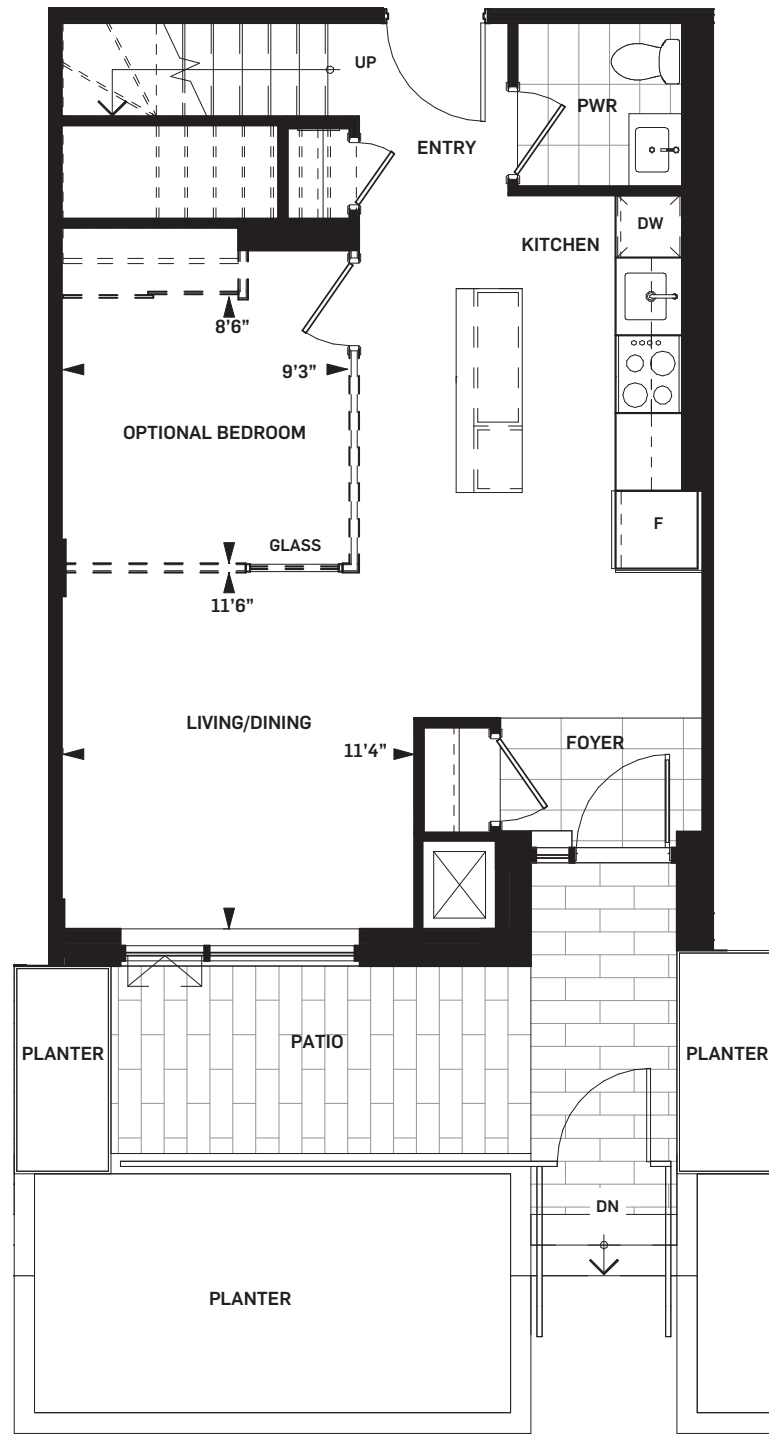 UP
PWR
ENTRY
DW
KITCHEN
8’6”
9’3”
OPTIONAL BEDROOM
F
GLASS
11’6”
LIVING/DINING
FOYER
11’4”
PATIO
PLANTER
PLANTER
DN
PLANTER